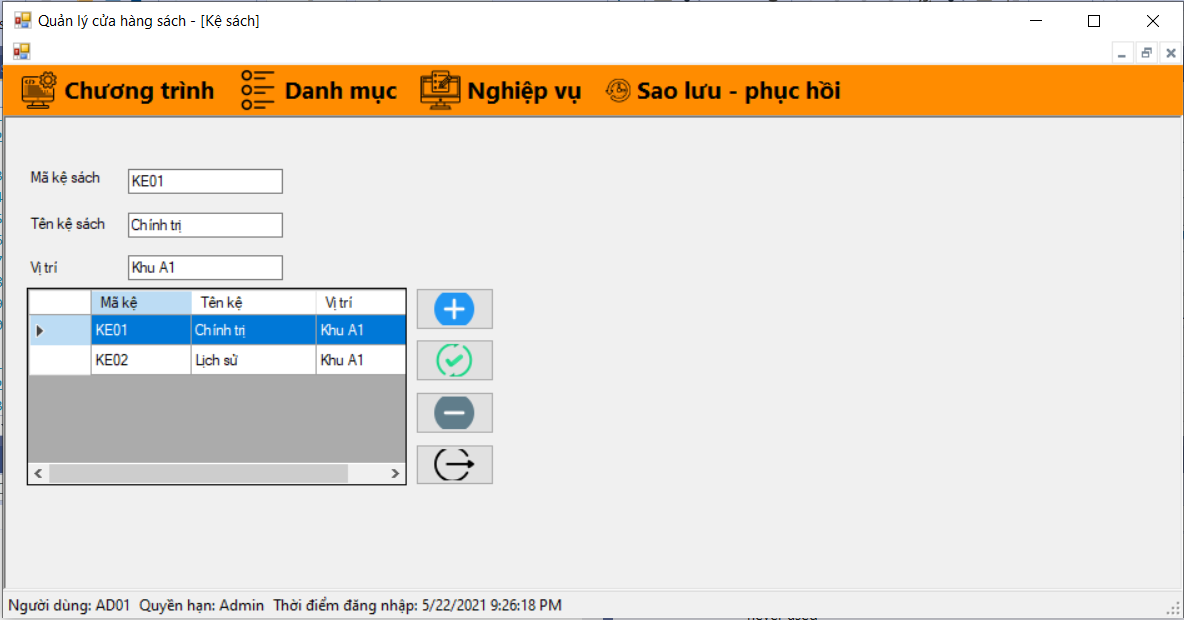 Quản lý cửa hàng sách - [Kệ sách]
Chương trình Danh mục Nghiệp vụ Sao lưu - phục hồi
Mã kệ sách KE01
Tên kệ sách Chính trị
Vị trí Khu A1
Mã kệ Tên kệ Vị trí
KE01 Chính trị Khu A1
KE02 Lịch sử Khu A1
Người dùng: AD01 Quyền hạn: Admin Thời điểm đăng nhập: 5/22/2021 9:26:18 PM